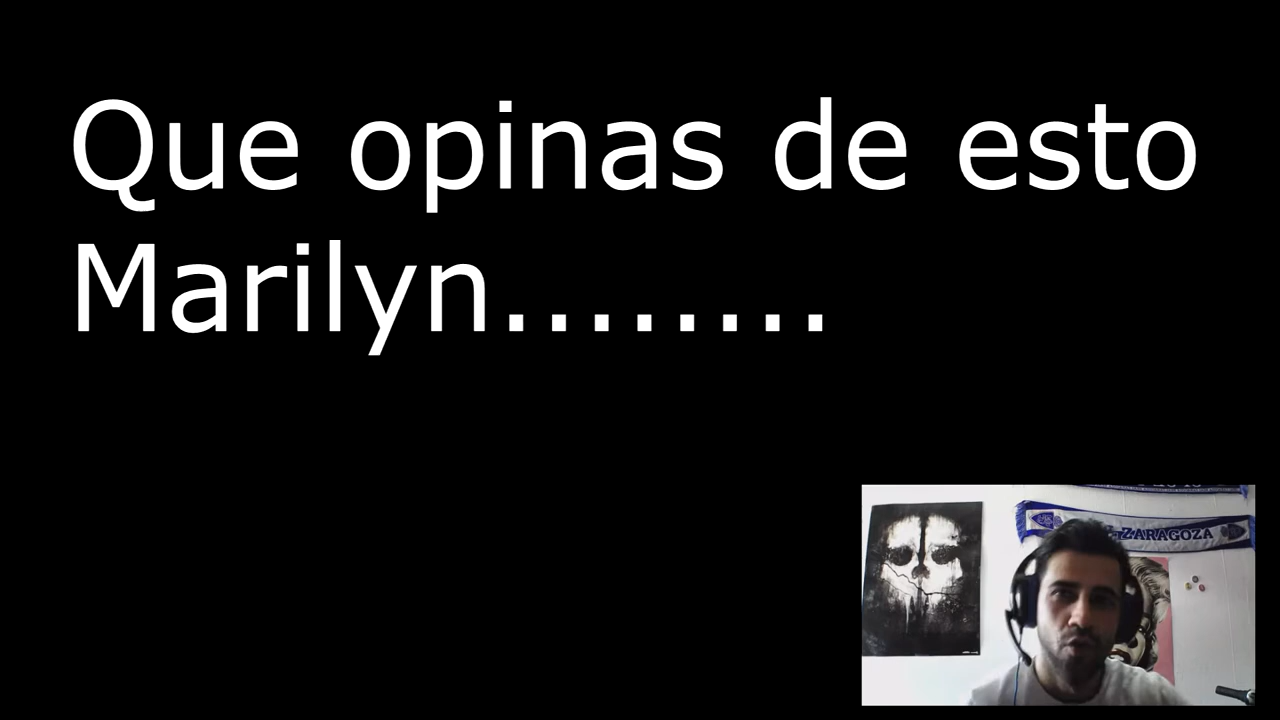 Que opinas de esto
Marilyn........
ZARAGOZA